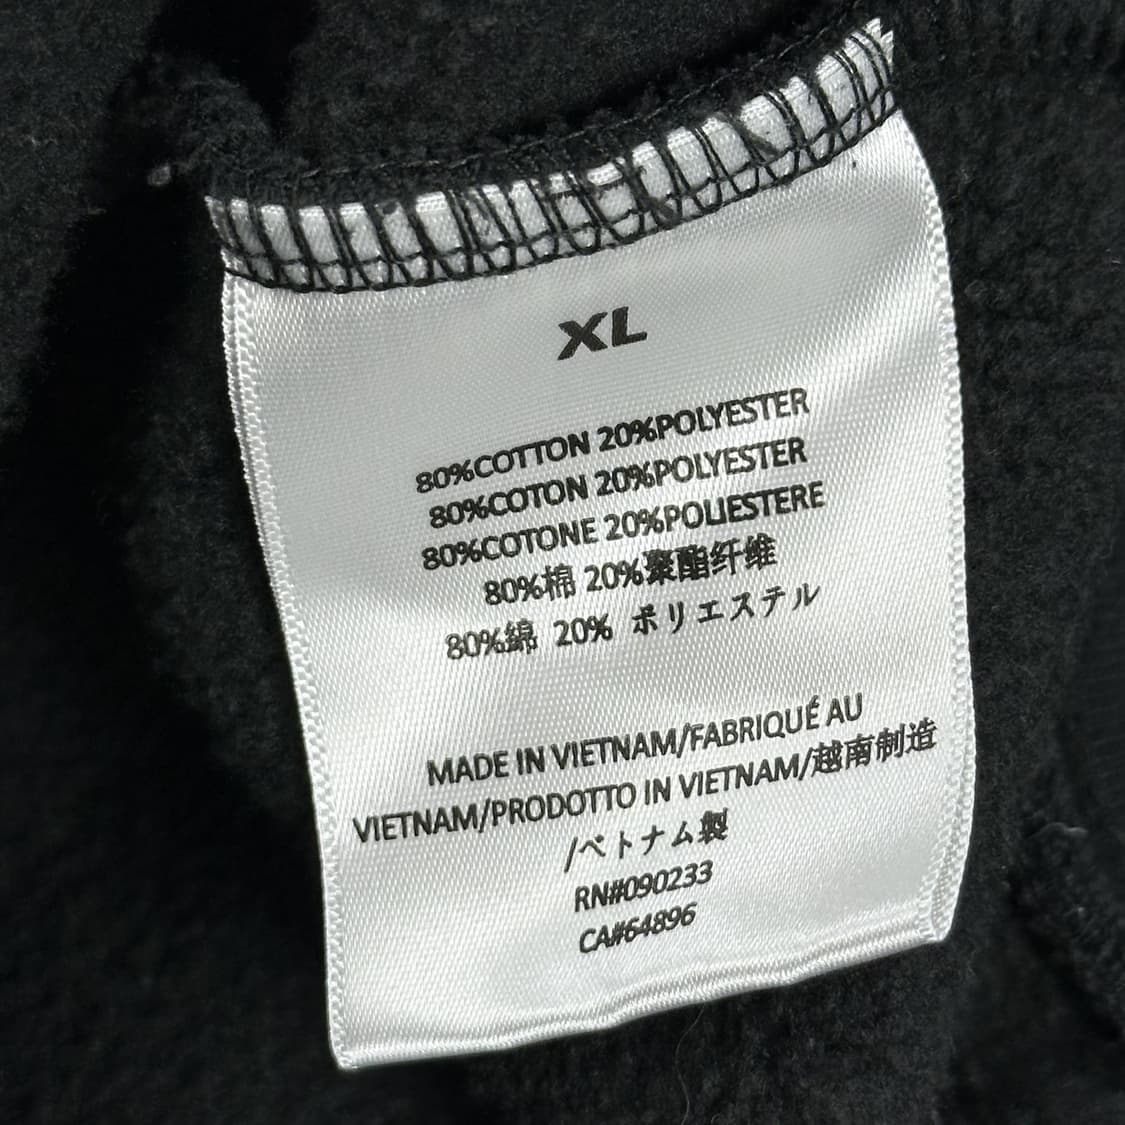 XL
80%COTTON 20%POLYESTER
80%COTON 20%POLYESTER
80%COTONE 20%POLIESTERE
80%棉 20%聚酯纤维
80%綿 20% ポリエステル
MADE IN VIETNAM/FABRIQUÉ AU
VIETNAM/PRODOTTO IN VIETNAM/越南制造
/ベトナム製
RN#090233
CA#64896